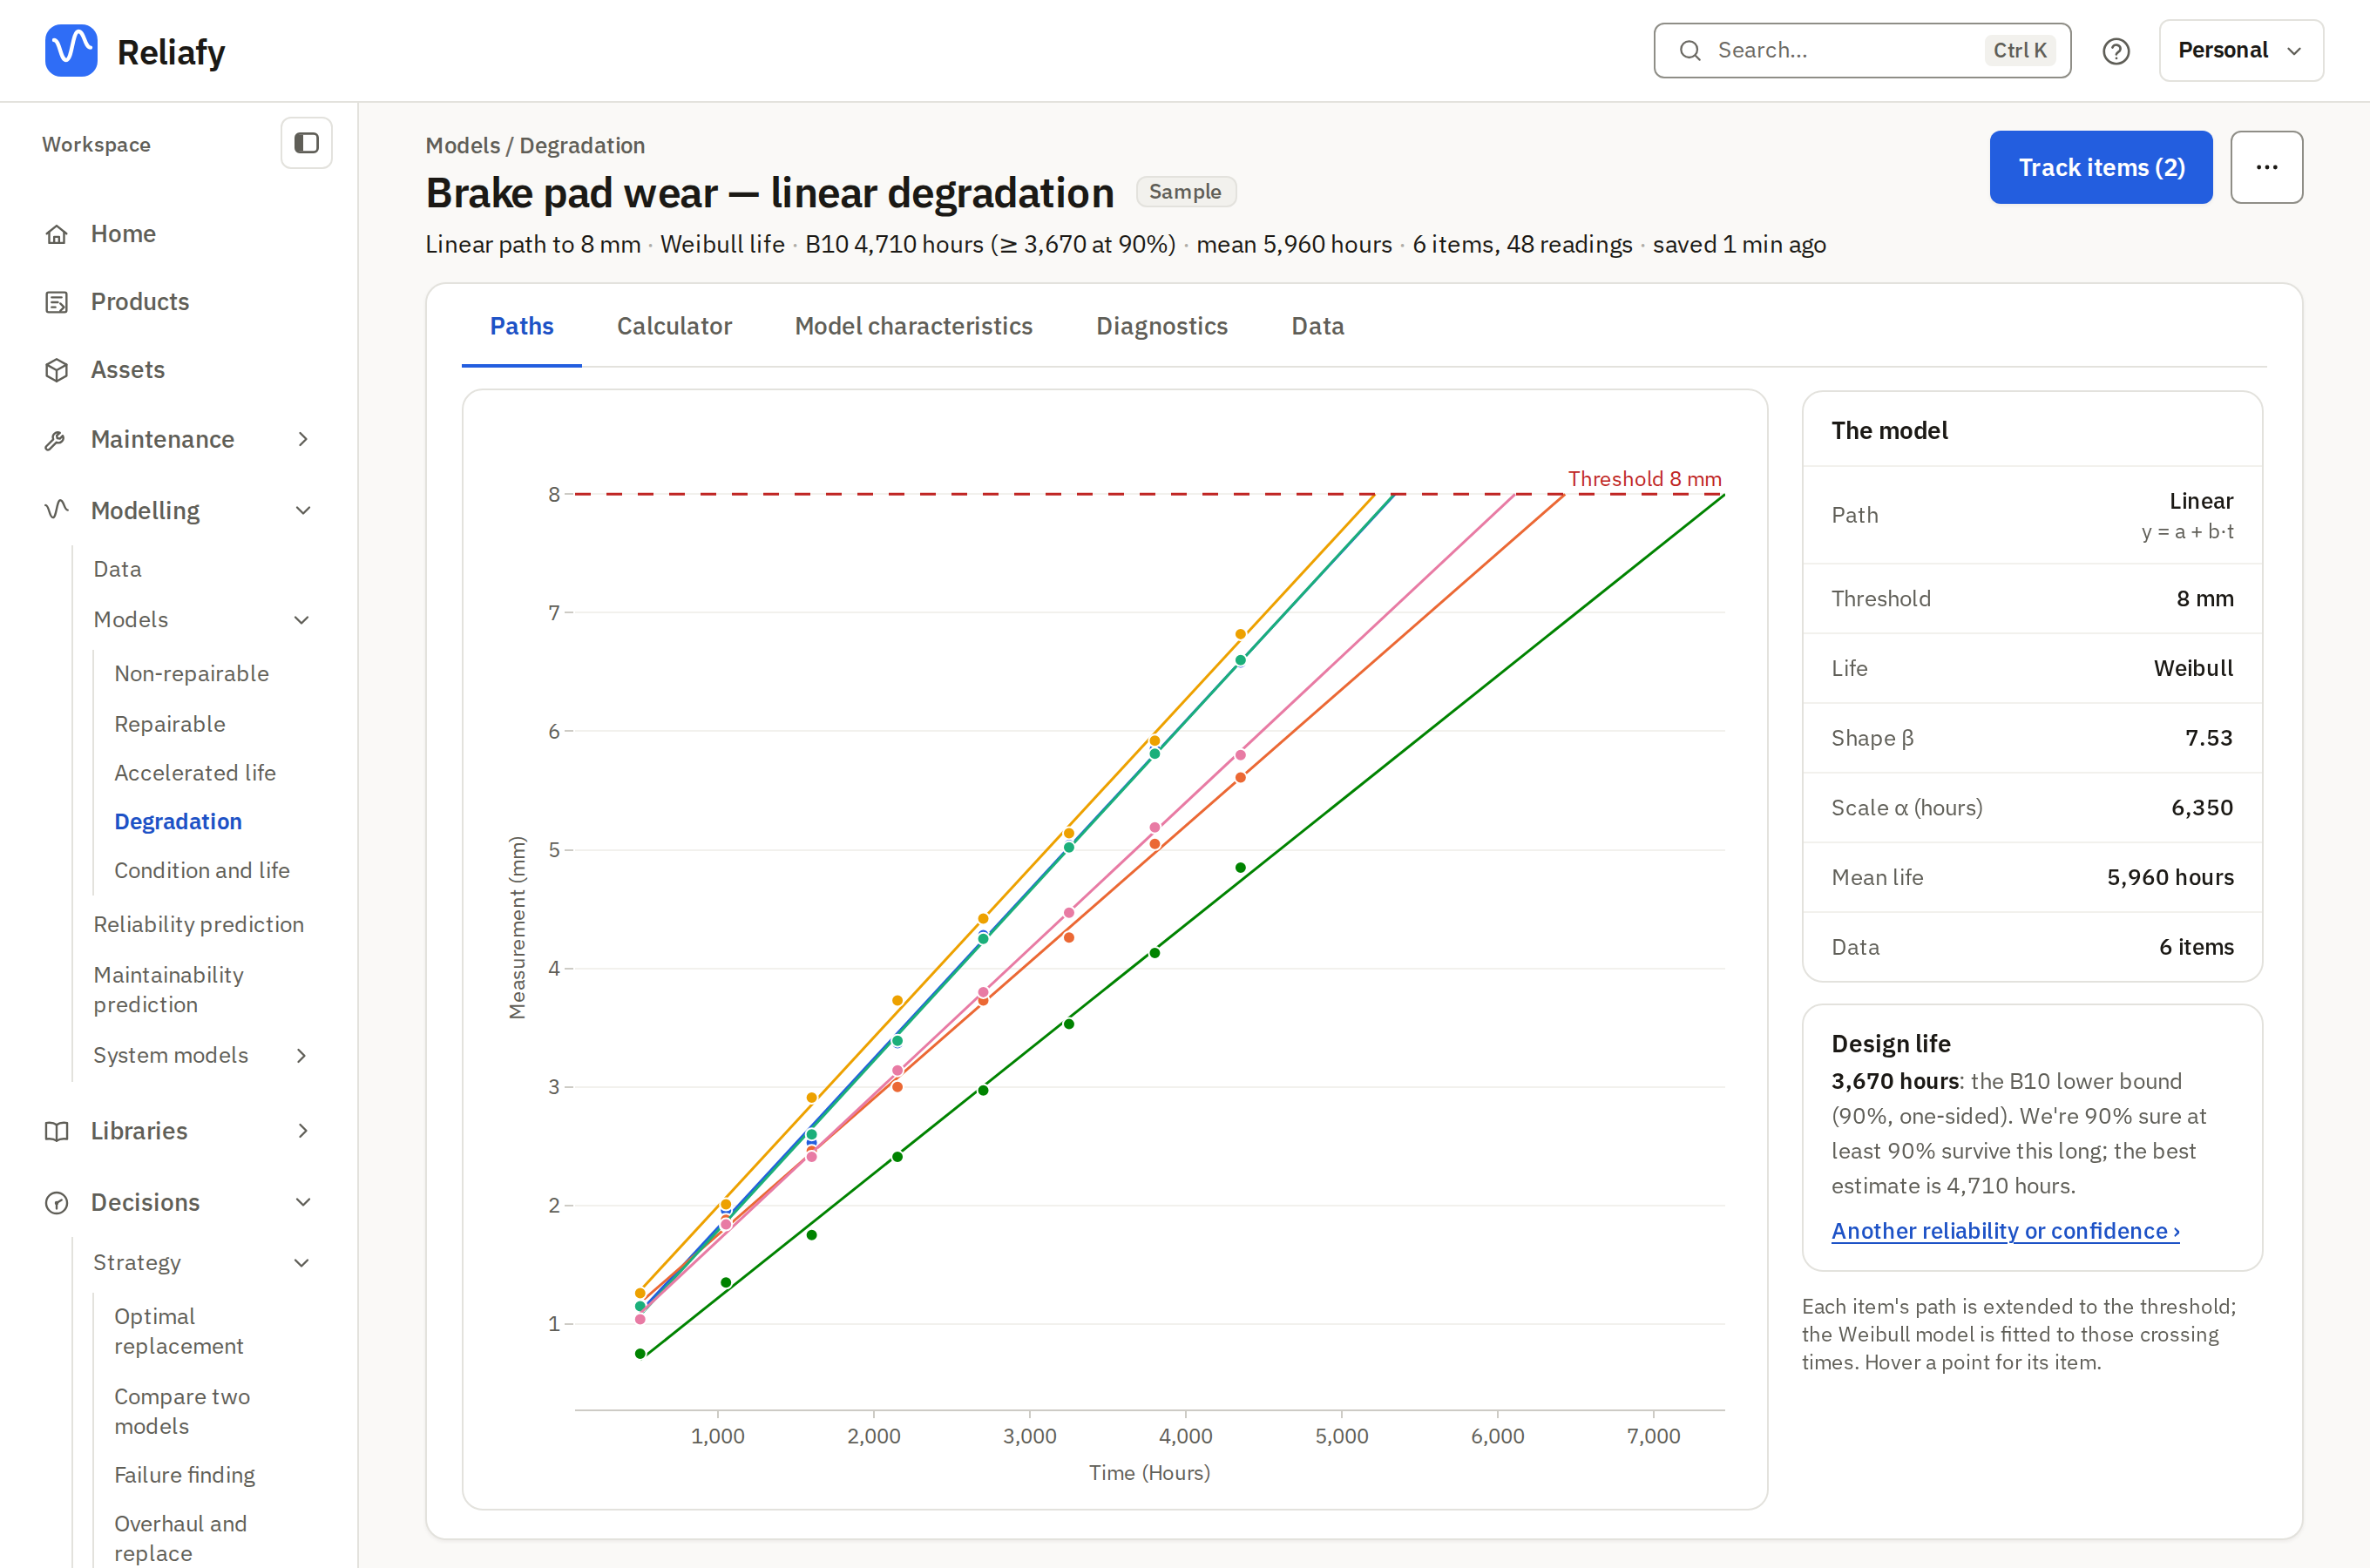 Reliafy
Search...
Ctrl K
Personal
Workspace
Home
Products
Assets
Maintenance
Modelling
Data
Models
Non-repairable
Repairable
Accelerated life
Degradation
Condition and life
Reliability prediction
Maintainability
prediction
System models
Libraries
Decisions
Strategy
Optimal
replacement
Compare two
models
Failure finding
Overhaul and
replace
Models / Degradation
Brake pad wear — linear degradation
Sample
Linear path to 8 mm · Weibull life · B10 4,710 hours (≥ 3,670 at 90%) · mean 5,960 hours · 6 items, 48 readings · saved 1 min ago
Track items (2)
Paths
Calculator
Model characteristics
Diagnostics
Data
Threshold 8 mm
8
7
6
5
4
3
2
1
Measurement (mm)
1,000
2,000
3,000
4,000
5,000
6,000
7,000
Time (Hours)
The model
Path
Linear
y = a + b·t
Threshold
8 mm
Life
Weibull
Shape β
7.53
Scale α (hours)
6,350
Mean life
5,960 hours
Data
6 items
Design life
3,670 hours: the B10 lower bound
(90%, one-sided). We're 90% sure at
least 90% survive this long; the best
estimate is 4,710 hours.
Another reliability or confidence ›
Each item's path is extended to the threshold;
the Weibull model is fitted to those crossing
times. Hover a point for its item.